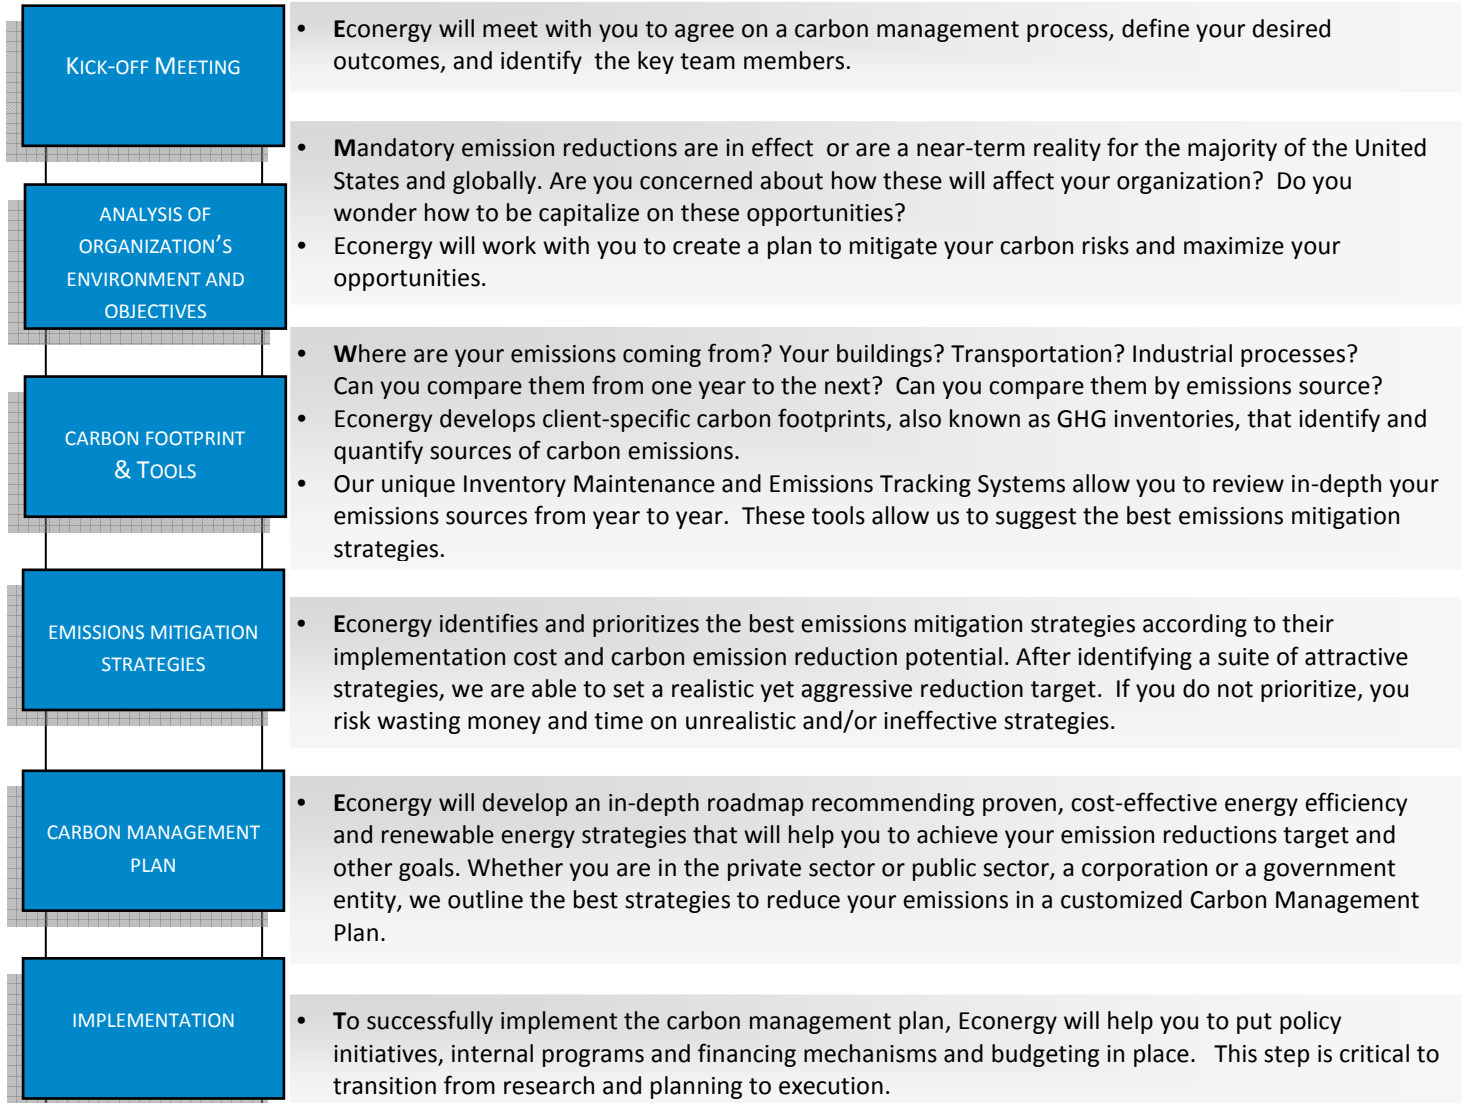 KICK-OFF MEETING
• Econergy will meet with you to agree on a carbon management process, define your desired
outcomes, and identify  the key team members.
ANALYSIS OF
ORGANIZATION'S
ENVIRONMENT AND
OBJECTIVES
• Mandatory emission reductions are in effect  or are a near-term reality for the majority of the United
States and globally. Are you concerned about how these will affect your organization?  Do you
wonder how to be capitalize on these opportunities?
• Econergy will work with you to create a plan to mitigate your carbon risks and maximize your
opportunities.
CARBON FOOTPRINT
& TOOLS
• Where are your emissions coming from? Your buildings? Transportation? Industrial processes?
Can you compare them from one year to the next?  Can you compare them by emissions source?
• Econergy develops client-specific carbon footprints, also known as GHG inventories, that identify and
quantify sources of carbon emissions.
• Our unique Inventory Maintenance and Emissions Tracking Systems allow you to review in-depth your
emissions sources from year to year.  These tools allow us to suggest the best emissions mitigation
strategies.
EMISSIONS MITIGATION
STRATEGIES
• Econergy identifies and prioritizes the best emissions mitigation strategies according to their
implementation cost and carbon emission reduction potential. After identifying a suite of attractive
strategies, we are able to set a realistic yet aggressive reduction target.  If you do not prioritize, you
risk wasting money and time on unrealistic and/or ineffective strategies.
CARBON MANAGEMENT
PLAN
• Econergy will develop an in-depth roadmap recommending proven, cost-effective energy efficiency
and renewable energy strategies that will help you to achieve your emission reductions target and
other goals. Whether you are in the private sector or public sector, a corporation or a government
entity, we outline the best strategies to reduce your emissions in a customized Carbon Management
Plan.
IMPLEMENTATION
• To successfully implement the carbon management plan, Econergy will help you to put policy
initiatives, internal programs and financing mechanisms and budgeting in place.   This step is critical to
transition from research and planning to execution.